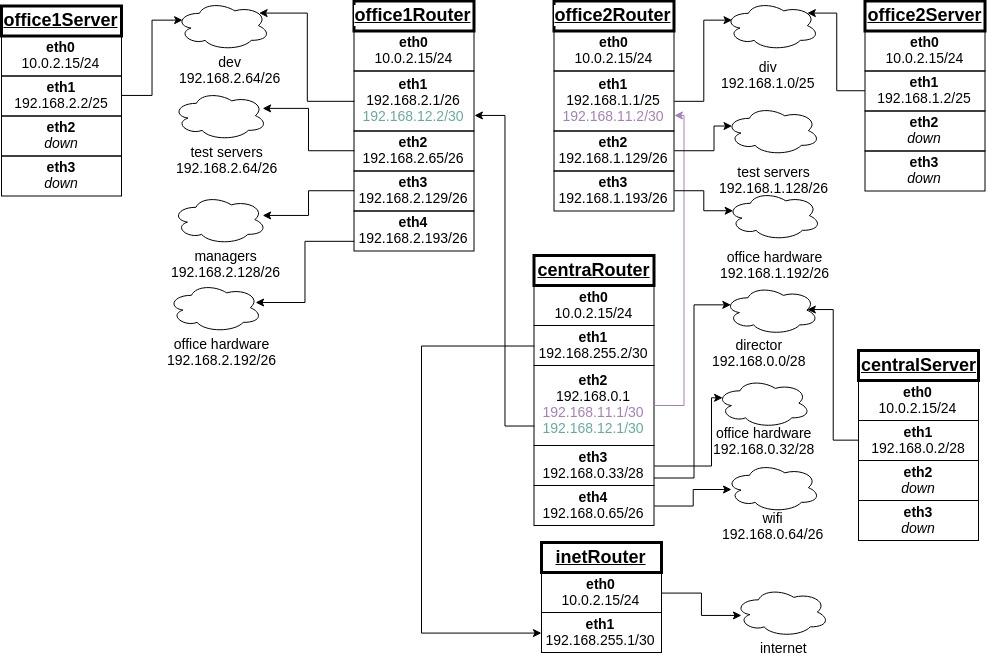 office1Server
eth0
10.0.2.15/24
eth1
192.168.2.2/25
eth2
down
eth3
down
dev
192.168.2.64/26
test servers
192.168.2.64/26
managers
192.168.2.128/26
office hardware
192.168.2.192/26
office1Router
eth0
10.0.2.15/24
eth1
192.168.2.1/26
192.168.12.2/30
eth2
192.168.2.65/26
eth3
192.168.2.129/26
eth4
192.168.2.193/26
office2Router
eth0
10.0.2.15/24
eth1
192.168.1.1/25
192.168.11.2/30
eth2
192.168.1.129/26
eth3
192.168.1.193/26
div
192.168.1.0/25
test servers
192.168.1.128/26
office hardware
192.168.1.192/26
office2Server
eth0
10.0.2.15/24
eth1
192.168.1.2/25
eth2
down
eth3
down
centraRouter
eth0
10.0.2.15/24
eth1
192.168.255.2/30
eth2
192.168.0.1
192.168.11.1/30
192.168.12.1/30
eth3
192.168.0.33/28
eth4
192.168.0.65/26
director
192.168.0.0/28
office hardware
192.168.0.32/28
wifi
192.168.0.64/26
centralServer
eth0
10.0.2.15/24
eth1
192.168.0.2/28
eth2
down
eth3
down
inetRouter
eth0
10.0.2.15/24
eth1
192.168.255.1/30
internet